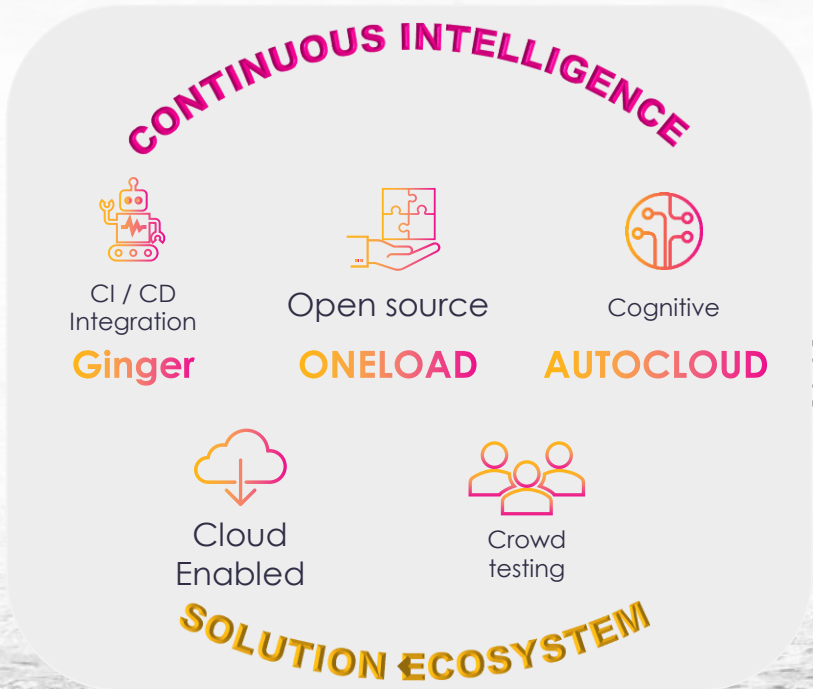 CONTINUOUS INTELLIGENCE
CI / CD
Integration
Open source
Cognitive
Ginger
ONELOAD
AUTOCLOUD
Cloud
Enabled
Crowd
testing
SOLUTION ECOSYSTEM